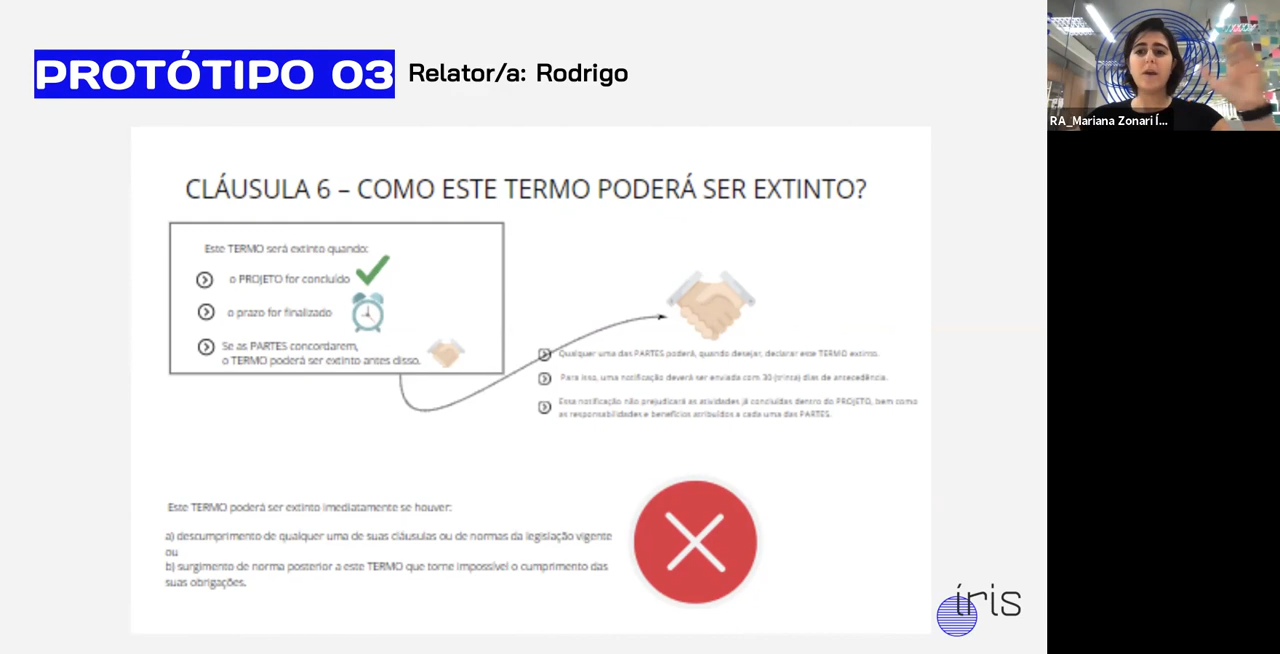 PROTÓTIPO 03 Relator/a: Rodrigo
RA_Mariana Zonari Í...
CLÁUSULA 6 – COMO ESTE TERMO PODERÁ SER EXTINTO?
Este TERMO será extinto quando:
o PROJETO for concluído
o prazo for finalizado
Se as PARTES concordarem,
o TERMO poderá ser extinto antes disso.
Qualquer uma das PARTES poderá, quando desejar, declarar este TERMO extinto.
Para isso, uma notificação deverá ser enviada com 30 (trinta) dias de antecedência.
Essa notificação não prejudicará as atividades já concluídas dentro do PROJETO, bem como
as responsabilidades e benefícios atribuídos a cada uma das PARTES.
Este TERMO poderá ser extinto imediatamente se houver:
a) descumprimento de qualquer uma de suas cláusulas ou de normas da legislação vigente
ou
b) surgimento de norma posterior a este TERMO que torne impossível o cumprimento das
suas obrigações.
íris